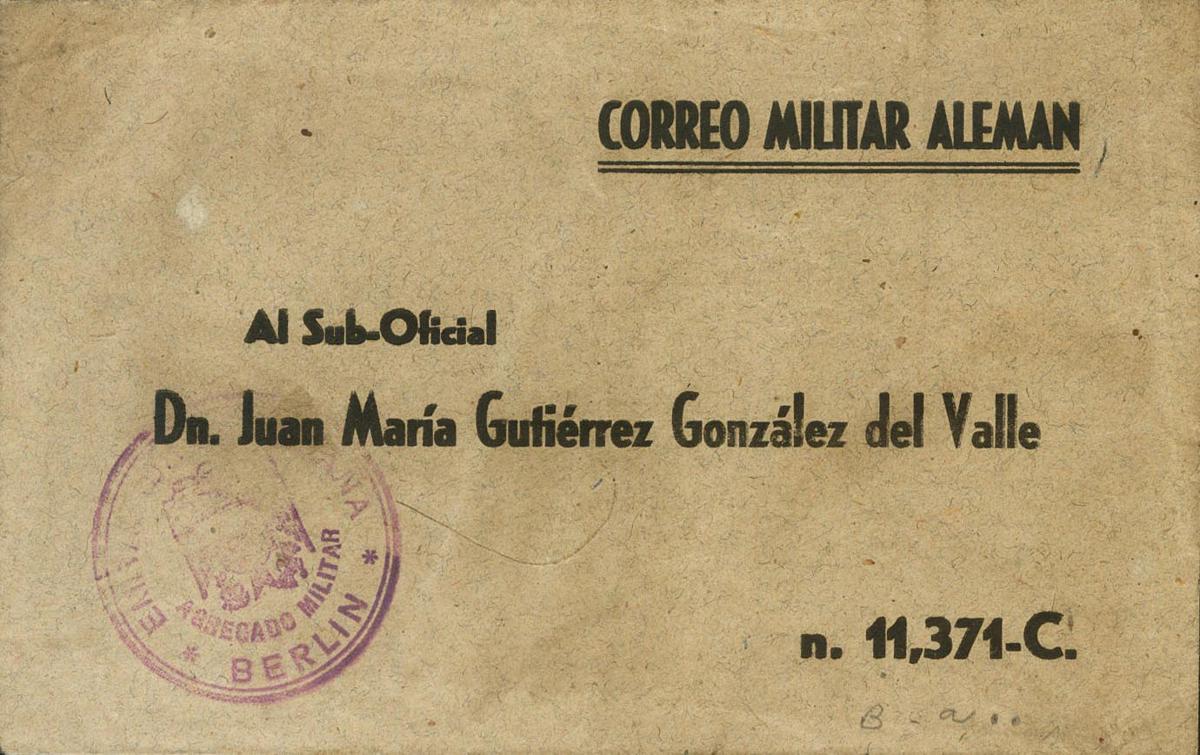 CORREO MILITAR ALEMAN
Al Sub-Oficial
Dn. Juan María Gutiérrez González del Valle
AGREGADO MILITAR
* BERLIN *
n. 11,371-C.